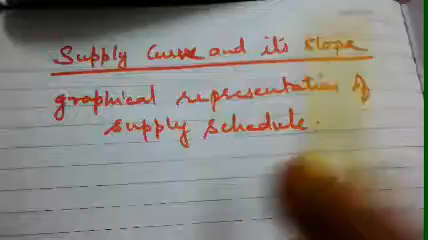 Supply Curve and its slope
graphical representation of
supply schedule.